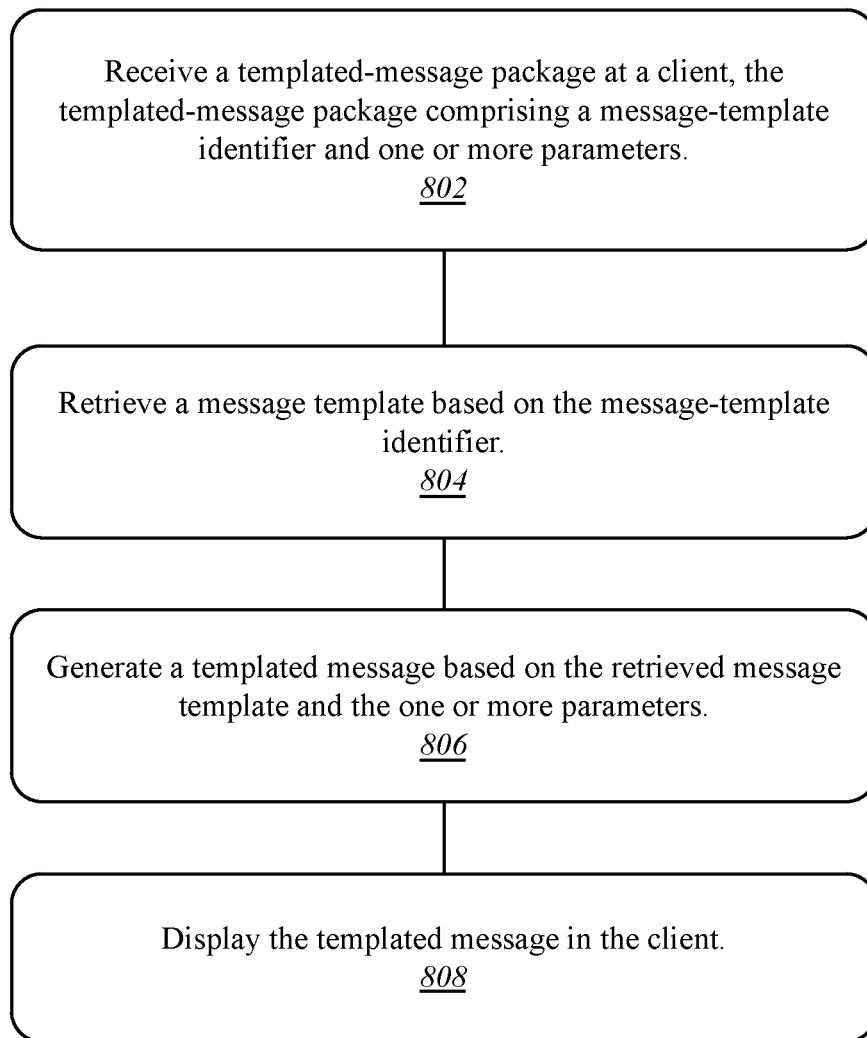 Receive a templated-message package at a client, the
templated-message package comprising a message-template
identifier and one or more parameters.
802
Retrieve a message template based on the message-template
identifier.
804
Generate a templated message based on the retrieved message
template and the one or more parameters.
806
Display the templated message in the client.
808